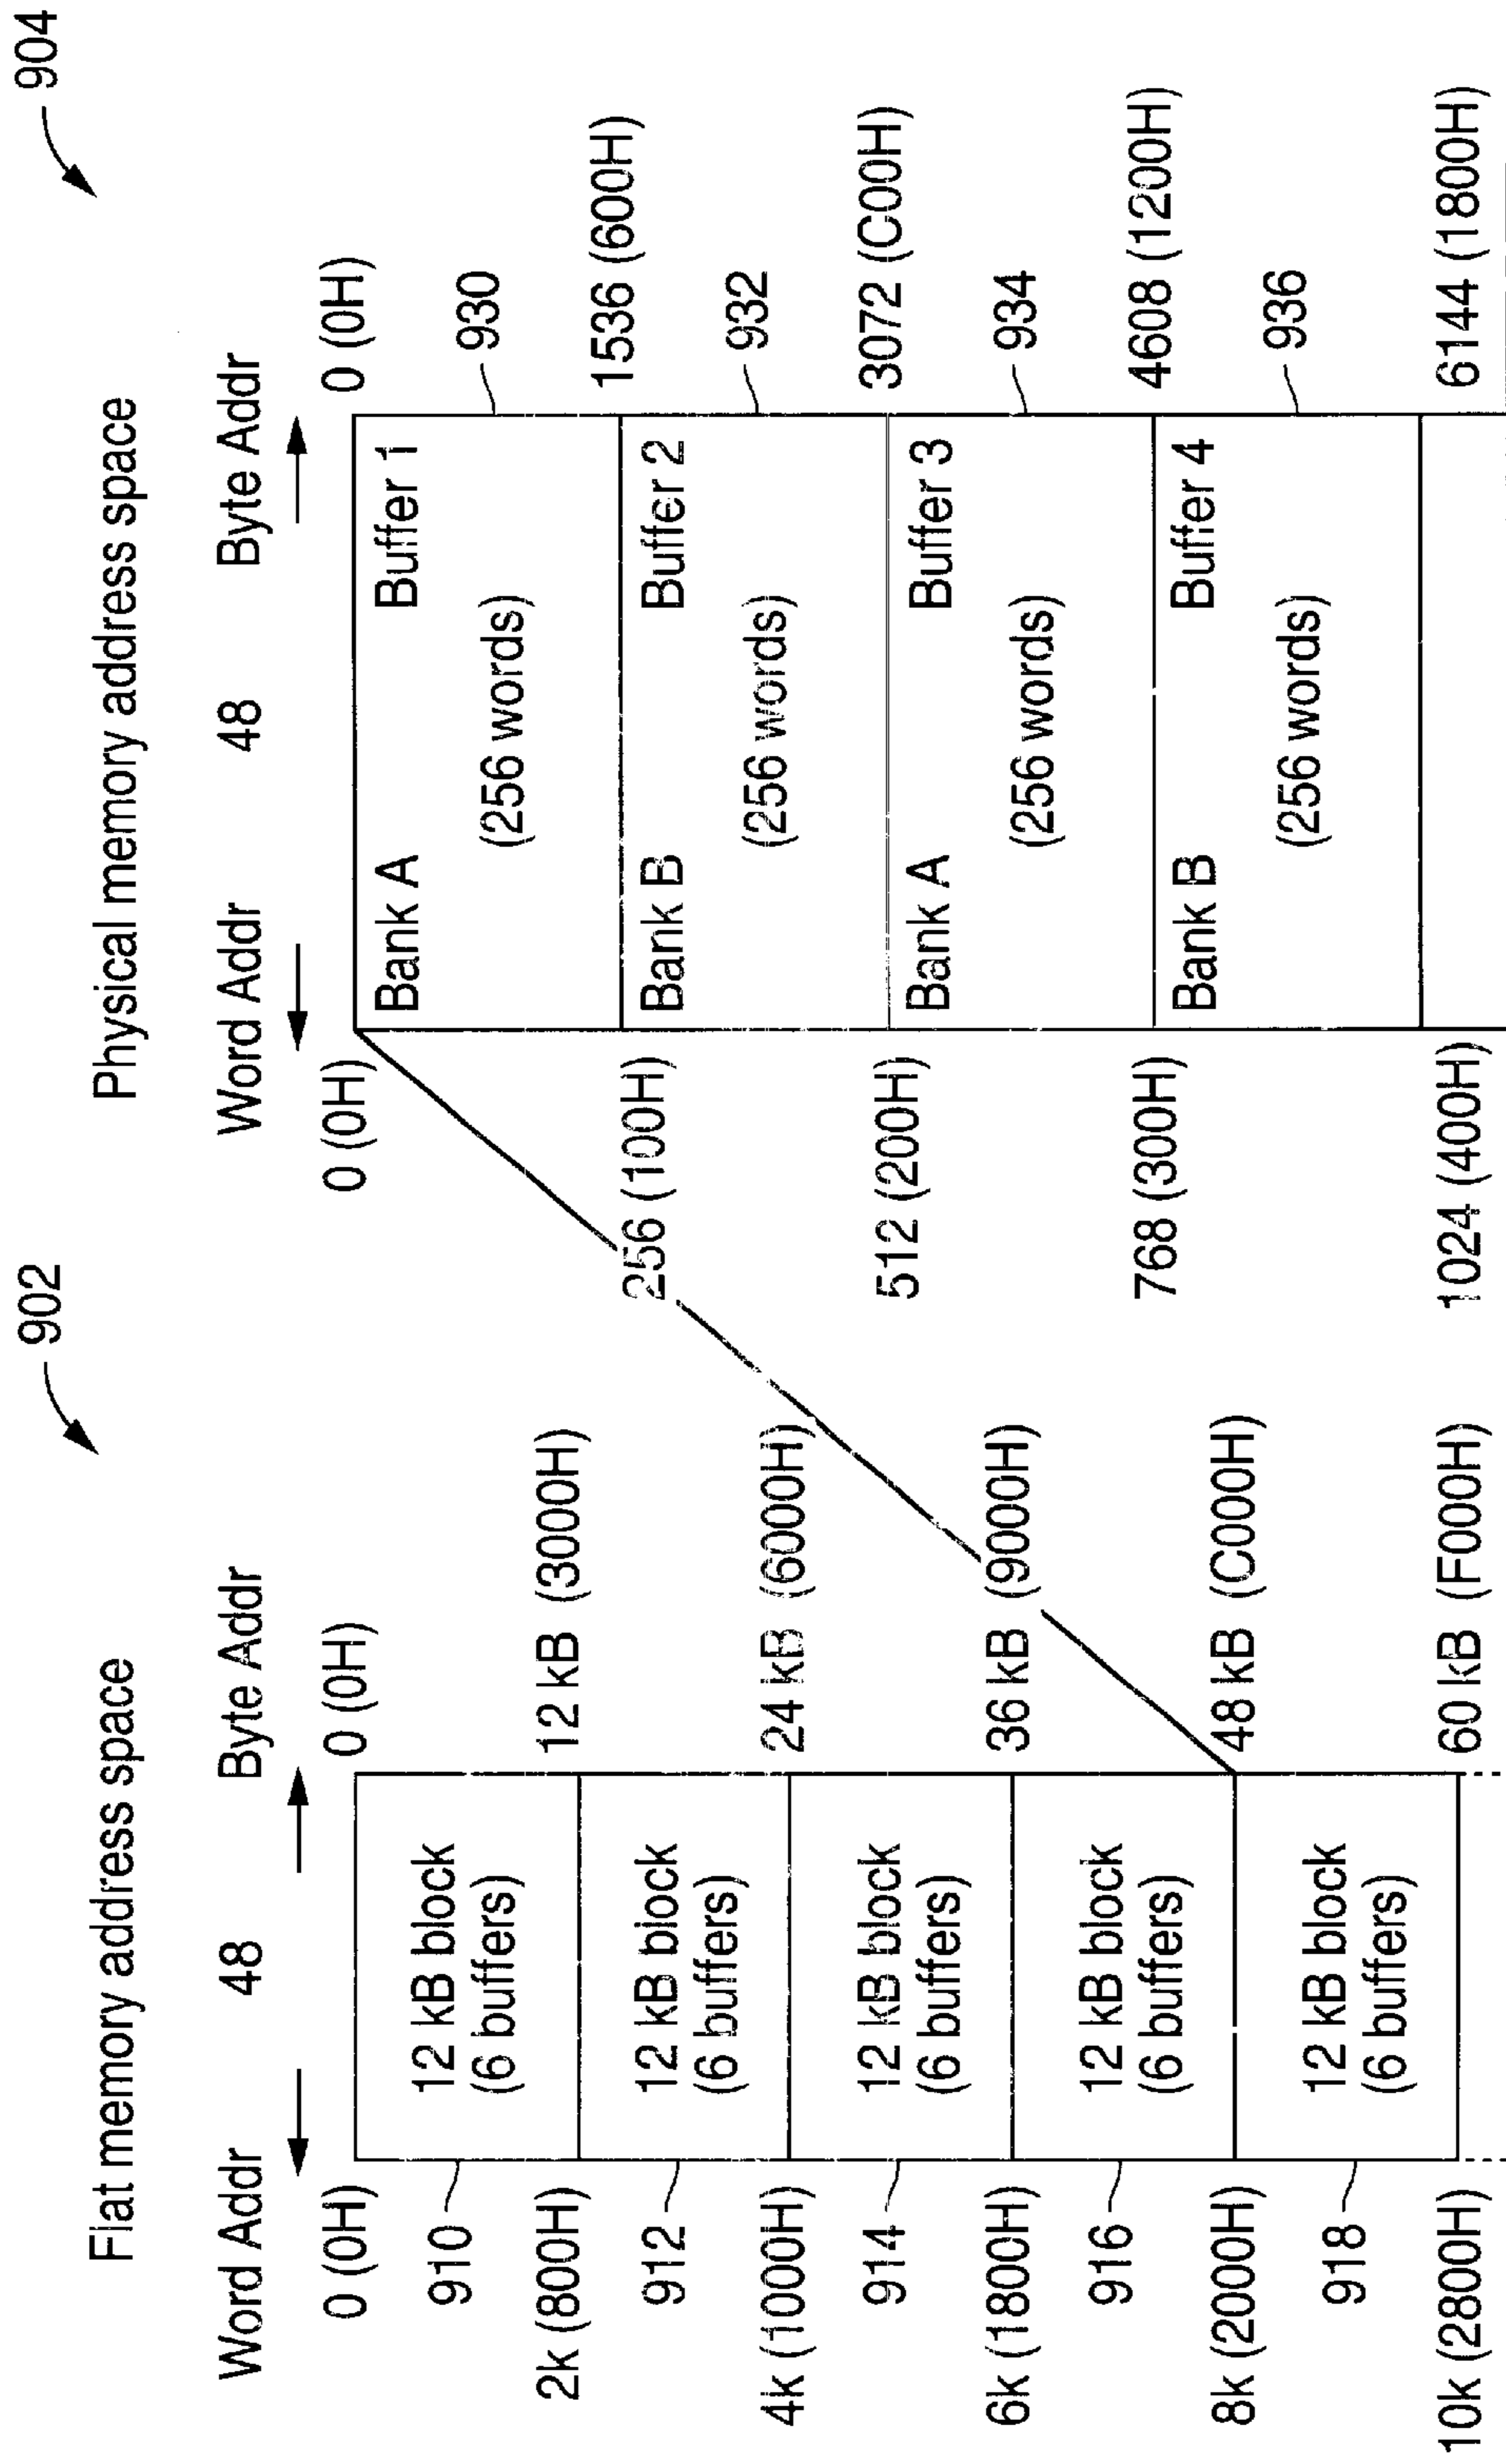 902
904
Flat memory address space
Physical memory address space
Word Addr 48 Byte Addr
Word Addr 48 Byte Addr
0 (0H) 0 (0H)
910
12 kB block
(6 buffers)
2k (800H) 12 kB (3000H)
912
12 kB block
(6 buffers)
4k (1000H) 24 kB (6000H)
914
12 kB block
(6 buffers)
6k (1800H) 36 kB (9000H)
916
12 kB block
(6 buffers)
8k (2000H) 48 kB (C000H)
918
12 kB block
(6 buffers)
10k (2800H) 60 kB (F000H)
0 (0H) 0 (0H)
Bank A Buffer 1
(256 words) 930
256 (100H) 1536 (600H)
Bank B Buffer 2
(256 words) 932
512 (200H) 3072 (C00H)
Bank A Buffer 3
(256 words) 934
768 (300H) 4608 (1200H)
Bank B Buffer 4
(256 words) 936
1024 (400H) 6144 (1800H)